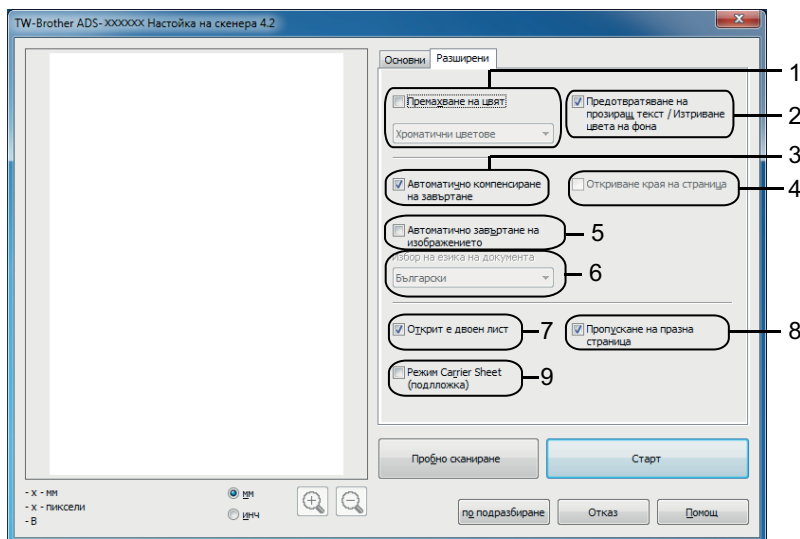 TW-Brother ADS-XXXXXX Настойка на скенера 4.2
Основни Разширени
1
Премахване на цвят
Хроматични цветове
Предотвратяване на
прозиращ текст / Изтриване
цвета на фона
2
3
Автоматично компенсиране
на завъртане
Откриване края на страница
4
Автоматично завъртане на
изображението
5
Избор на езика на документа
Български
6
Открит е двоен лист
7
Пропускане на празна
страница
8
Режим Carrier Sheet
(подлложка)
9
Пробно сканиране
Старт
- x - мм
- x - пиксели
- B
мм
инч
по подразбиране
Отказ
Помощ